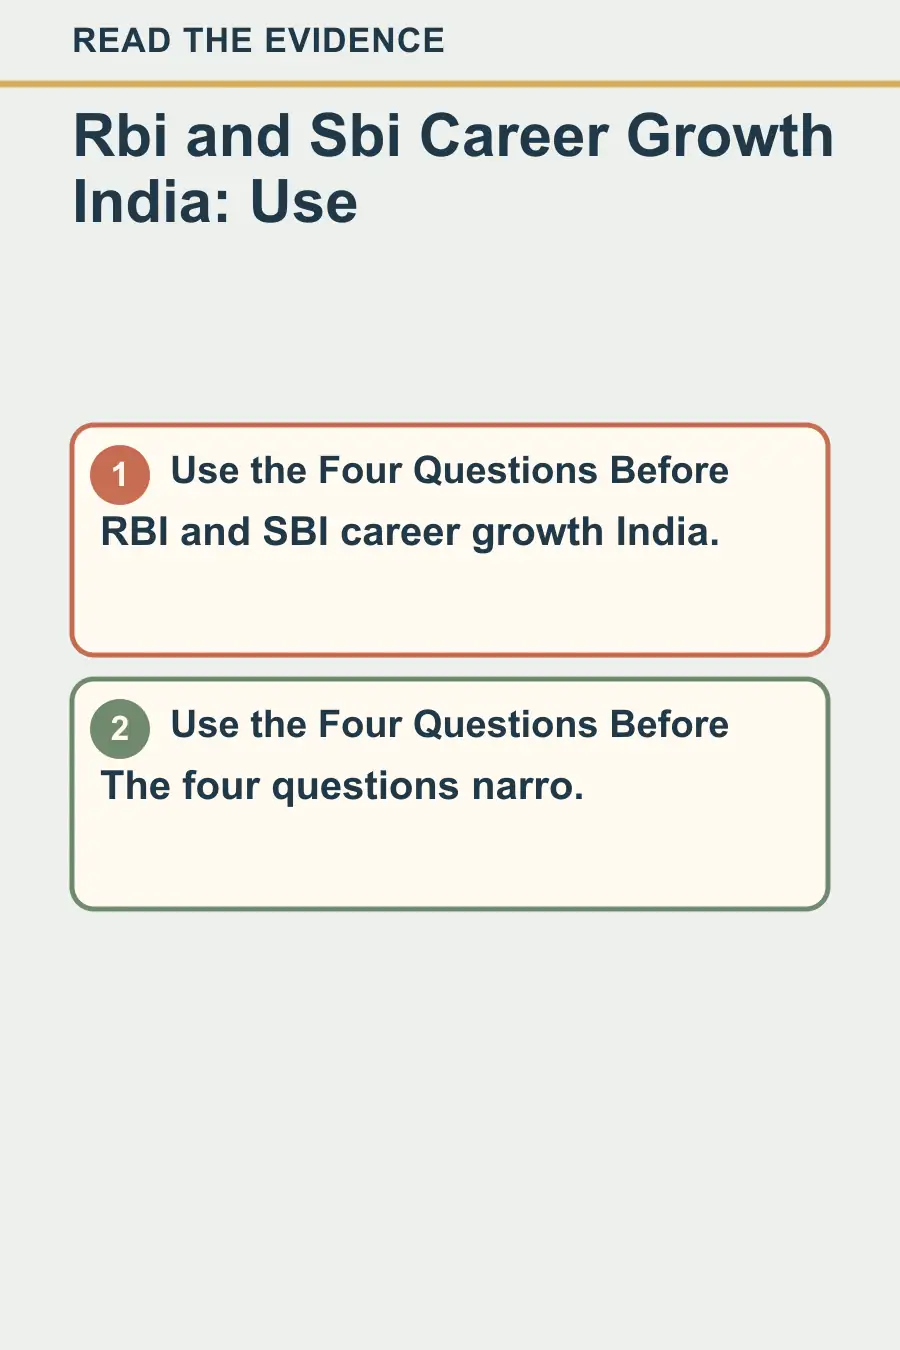 READ THE EVIDENCE
Rbi and Sbi Career Growth
India: Use
1 Use the Four Questions Before
RBI and SBI career growth India.
2 Use the Four Questions Before
The four questions narro.